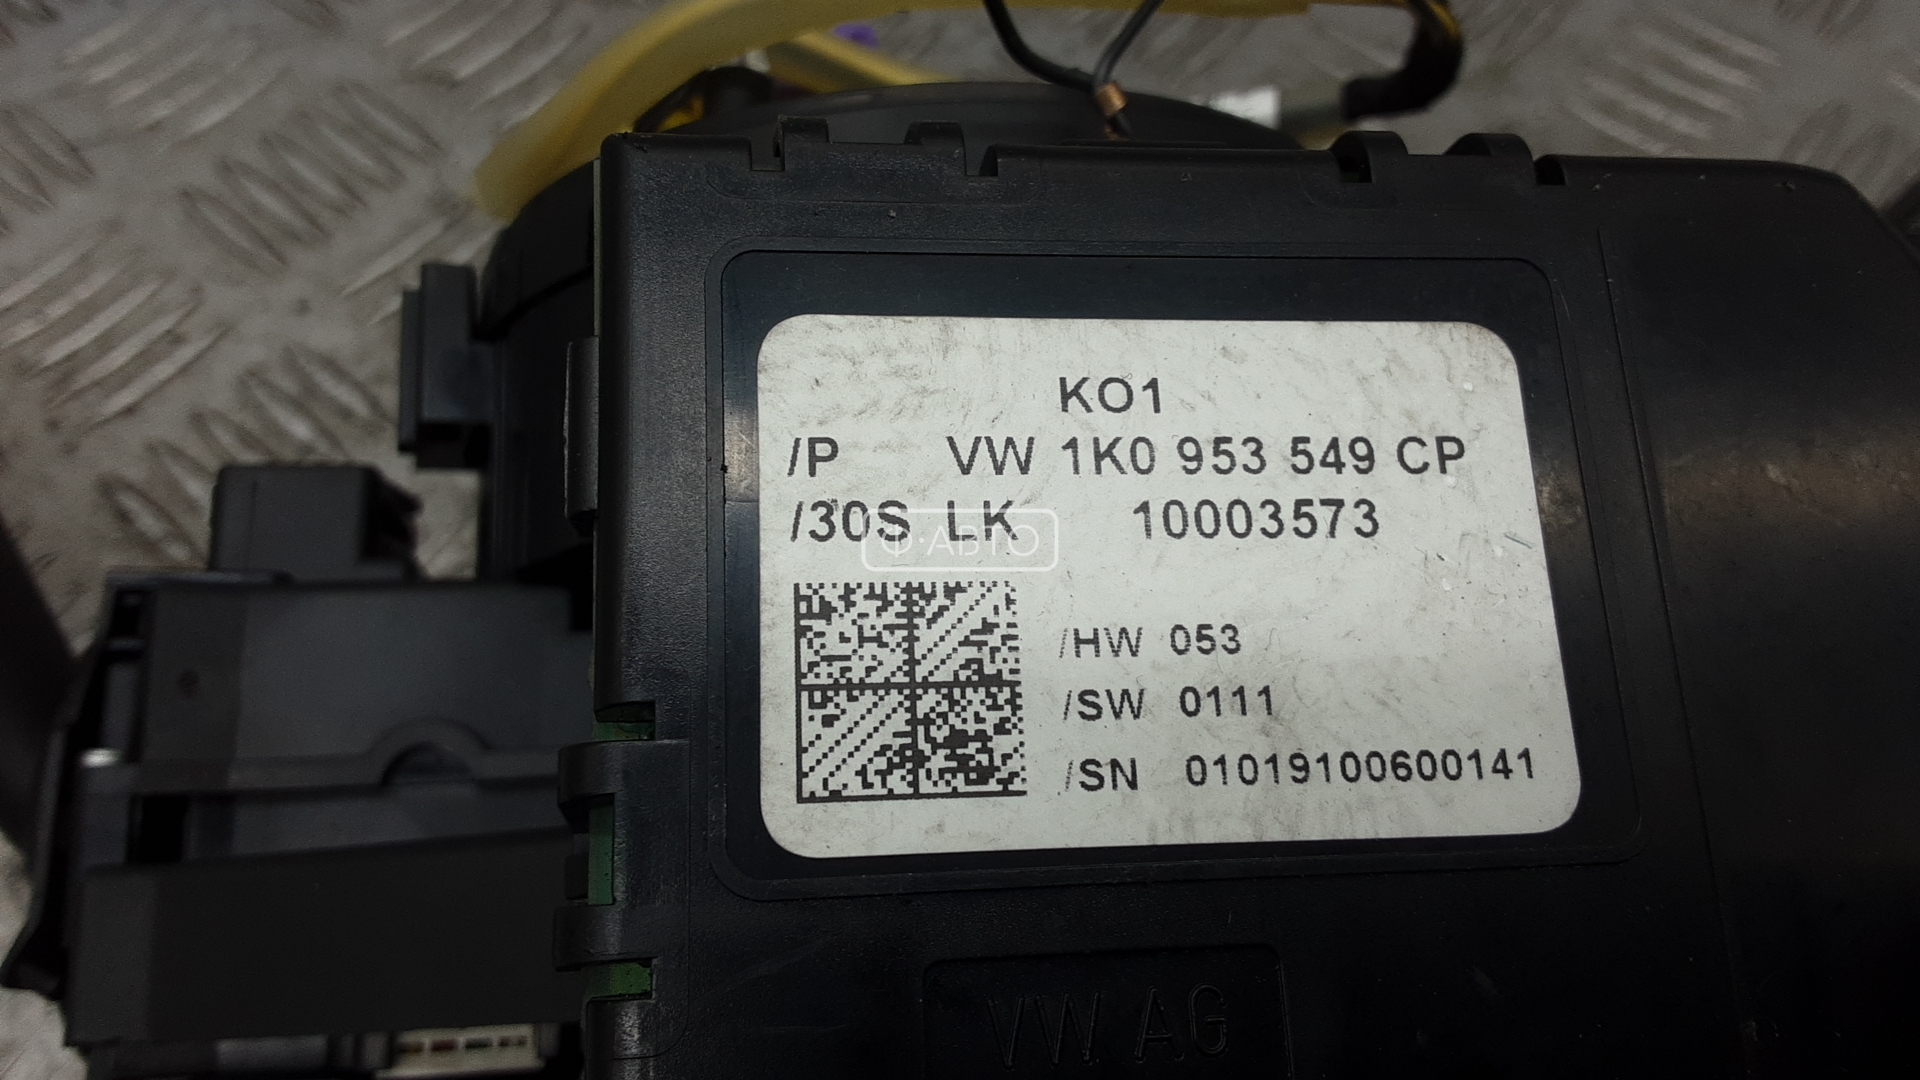 KO1
/P VW 1K0 953 549 CP
/30S LK 10003573
Ф·АВТО
/HW 053
/SW 0111
/SN 01019100600141
VW AG